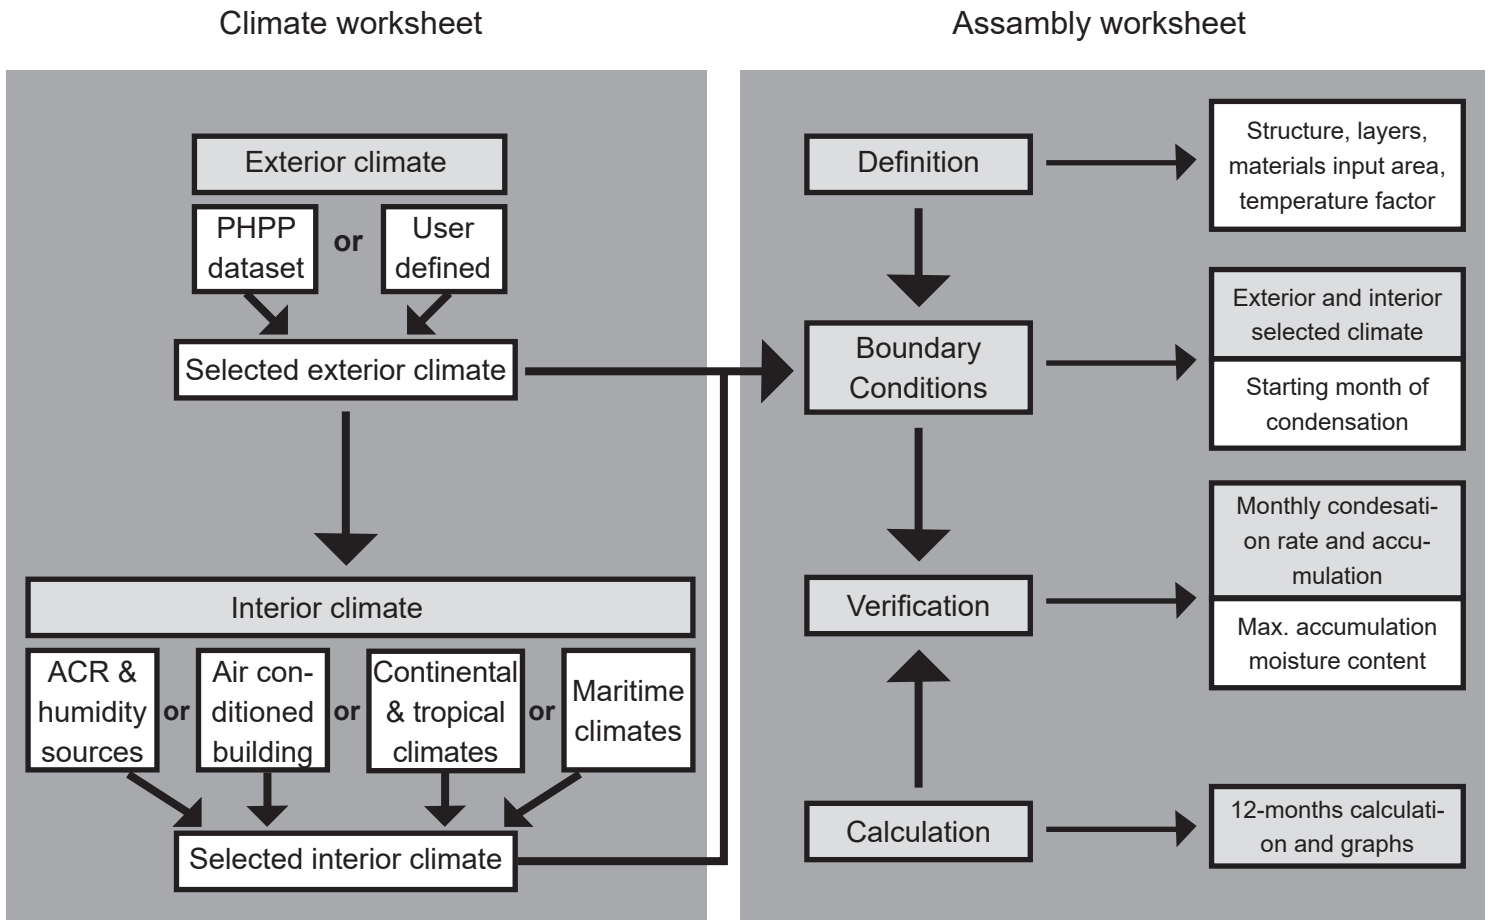 Climate worksheet
Exterior climate
PHPP
dataset
or
User
defined
Selected exterior climate
Interior climate
ACR &
humidity
sources
or
Air con-
ditioned
building
or
Continental
& tropical
climates
or
Maritime
climates
Selected interior climate
Assambly worksheet
Definition
Structure, layers,
materials input area,
temperature factor
Boundary
Conditions
Exterior and interior
selected climate
Starting month of
condensation
Verification
Monthly condesati-
on rate and accu-
mulation
Max. accumulation
moisture content
Calculation
12-months calculati-
on and graphs